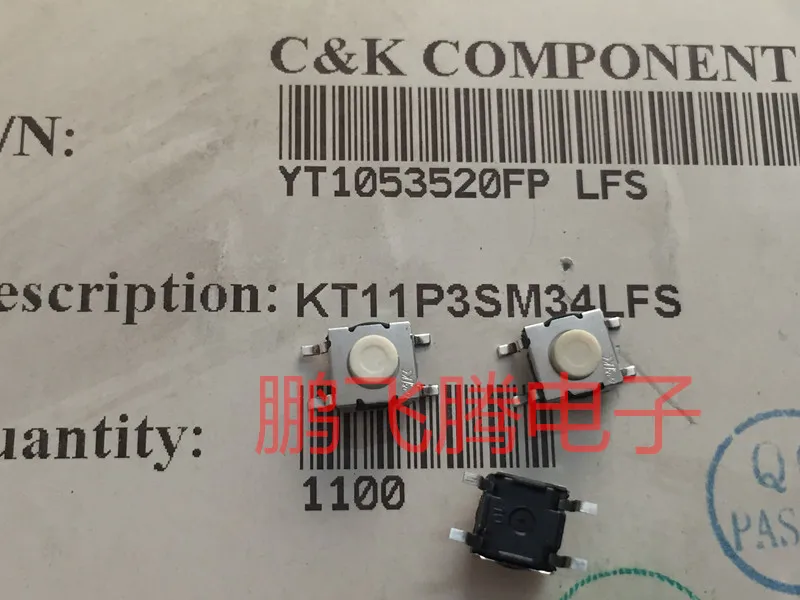 C&K COMPONENT
/N:
YT1053520FP LFS
escription: KT11P3SM34LFS
鹏飞腾电子
uantity:
1100
Q
PAS